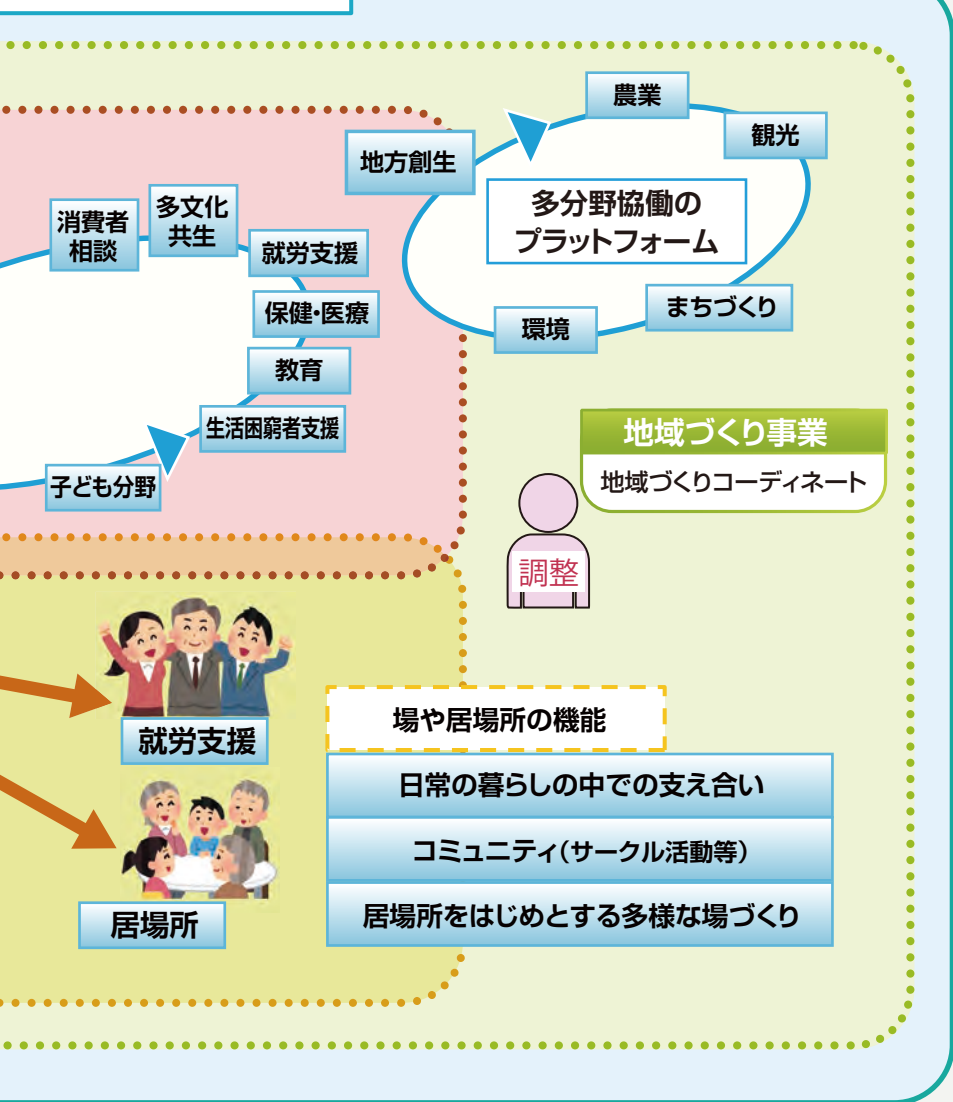 農業
観光
地方創生
多分野協働の
プラットフォーム
まちづくり
環境
消費者
相談
多文化
共生
就労支援
保健・医療
教育
生活困窮者支援
子ども分野
地域づくり事業
地域づくりコーディネート
調整
就労支援
居場所
場や居場所の機能
日常の暮らしの中での支え合い
コミュニティ（サークル活動等）
居場所をはじめとする多様な場づくり